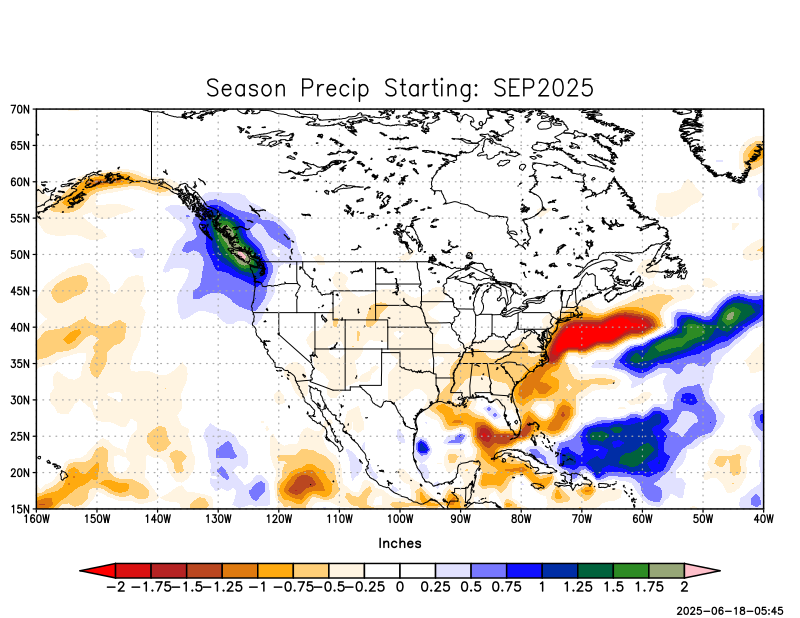 Season Precip Starting: SEP2025
70N
65N
60N
55N
50N
45N
40N
35N
30N
25N
20N
15N
160W 150W 140W 130W 120W 110W 100W 90W 80W 70W 60W 50W 40W
Inches
-2 -1.75 -1.5 -1.25 -1 -0.75 -0.5 -0.25 0 0.25 0.5 0.75 1 1.25 1.5 1.75 2
2025-06-18-05:45